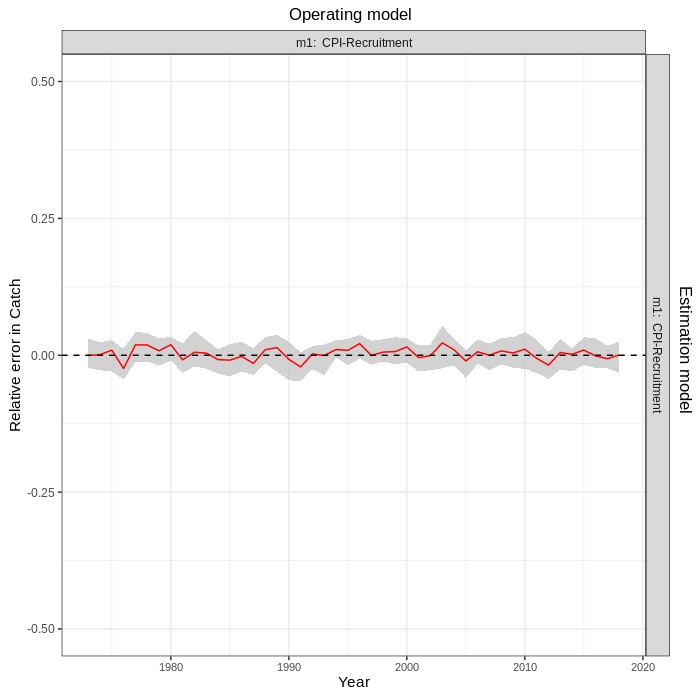 Operating model
m1: CPI-Recruitment
Relative error in Catch
0.50
0.25
0.00
-0.25
-0.50
m1: CPI-Recruitment
Estimation model
1980
1990
2000
2010
2020
Year